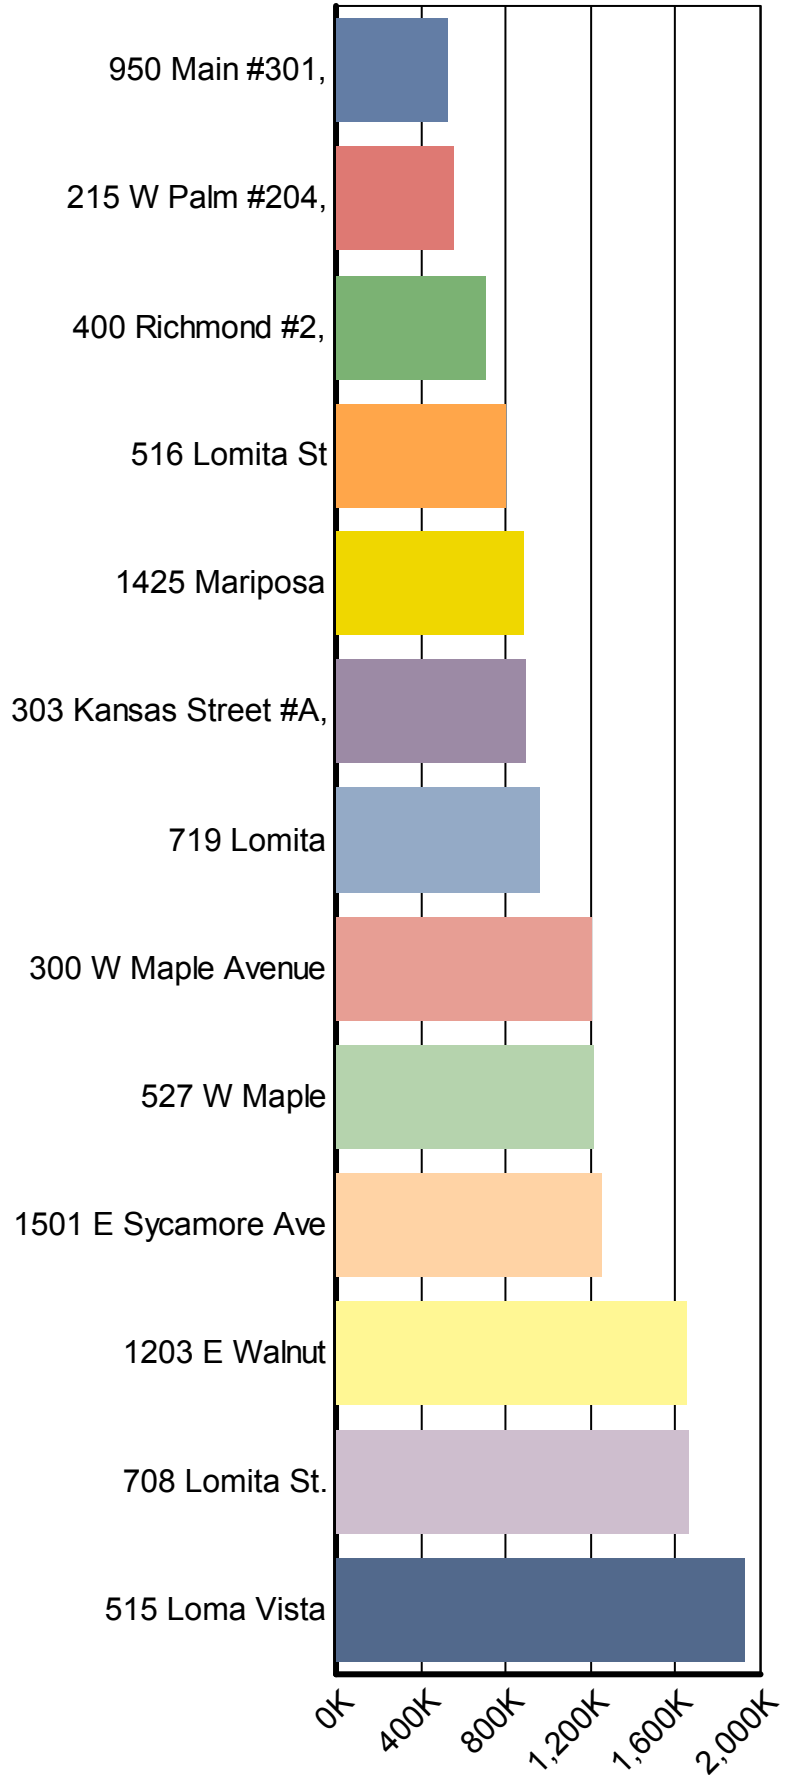 950 Main #301,
215 W Palm #204,
400 Richmond #2,
516 Lomita St
1425 Mariposa
303 Kansas Street #A,
719 Lomita
300 W Maple Avenue
527 W Maple
1501 E Sycamore Ave
1203 E Walnut
708 Lomita St.
515 Loma Vista
0K
400K
800K
1,200K
1,600K
2,000K